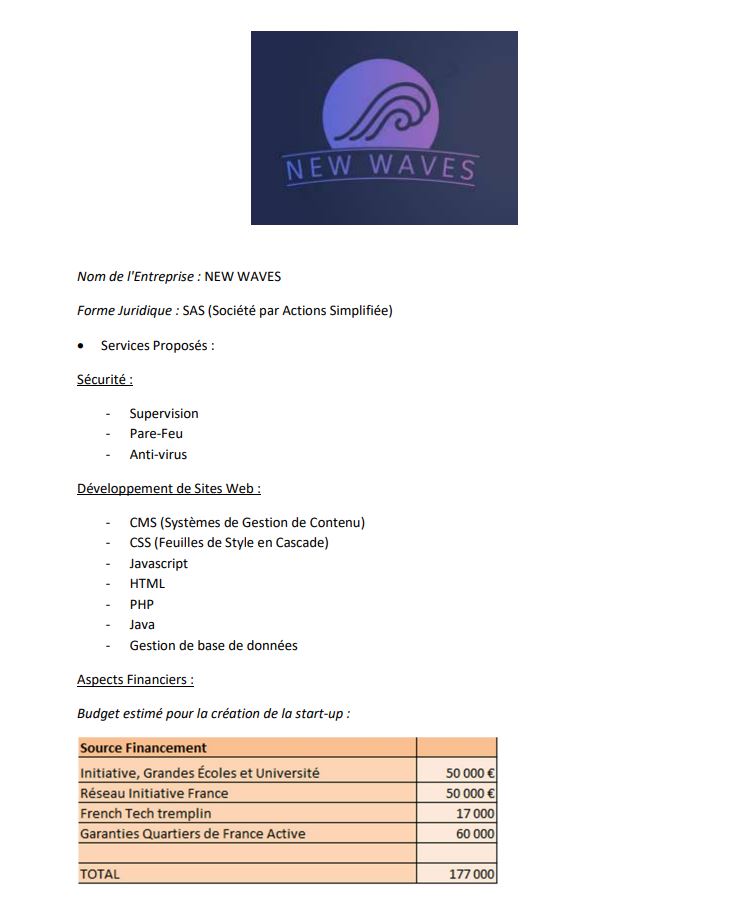 NEW WAVES
Nom de l'Entreprise : NEW WAVES
Forme Juridique : SAS (Société par Actions Simplifiée)
• Services Proposés :
Sécurité :
- Supervision
- Pare-Feu
- Anti-virus
Développement de Sites Web :
- CMS (Systèmes de Gestion de Contenu)
- CSS (Feuilles de Style en Cascade)
- Javascript
- HTML
- PHP
- Java
- Gestion de base de données
Aspects Financiers :
Budget estimé pour la création de la start-up :
Source Financement
Initiative, Grandes Écoles et Université 50 000 €
Réseau Initiative France 50 000 €
French Tech tremplin 17 000
Garanties Quartiers de France Active 60 000
TOTAL 177 000